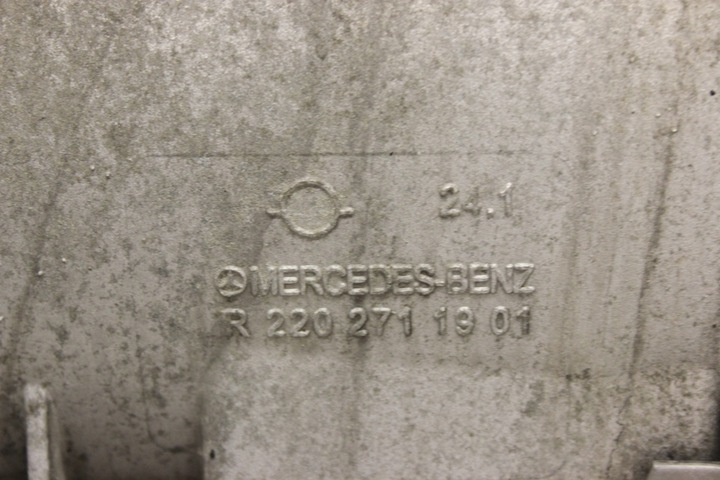 24.1
MERCEDES-BENZ
R 220 271 19 01